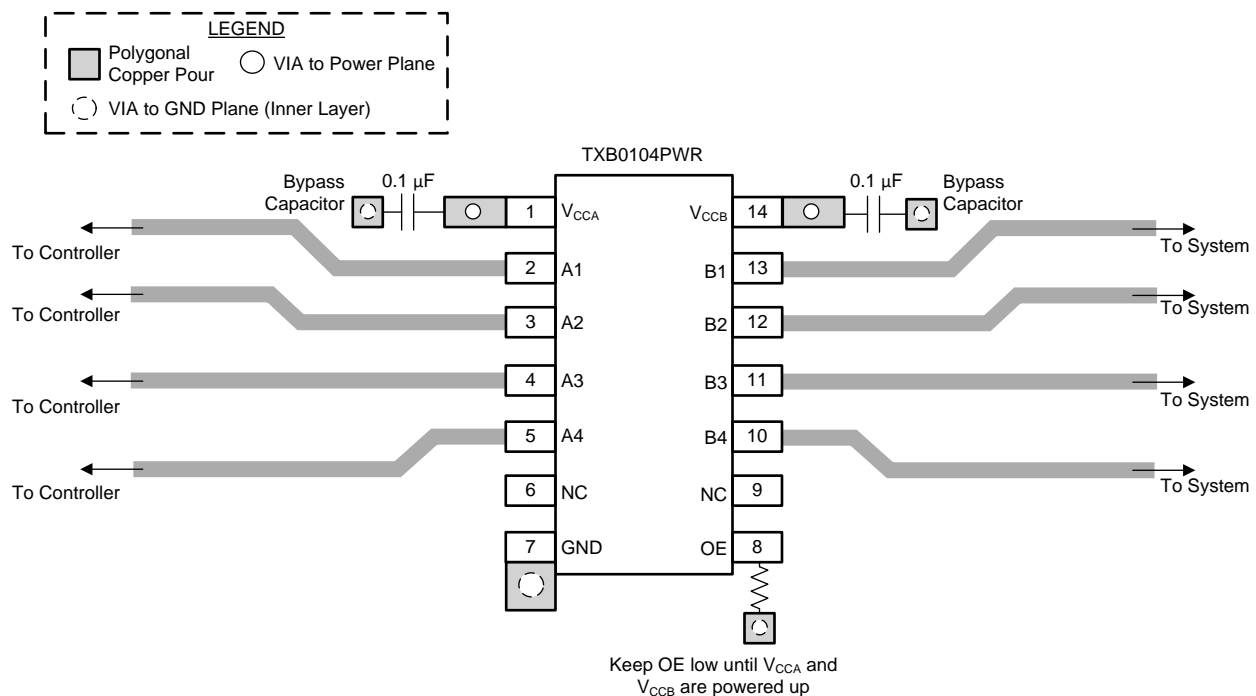 LEGEND
Polygonal
Copper Pour
VIA to Power Plane
VIA to GND Plane (Inner Layer)
TXB0104PWR
Bypass
Capacitor
0.1 µF
1
VCCA
VCCB
14
0.1 µF
Bypass
Capacitor
To Controller
2
A1
B1
13
To System
To Controller
3
A2
B2
12
To System
To Controller
4
A3
B3
11
To System
To Controller
5
A4
B4
10
To System
6
NC
NC
9
7
GND
OE
8
Keep OE low until VCCA and
VCCB are powered up